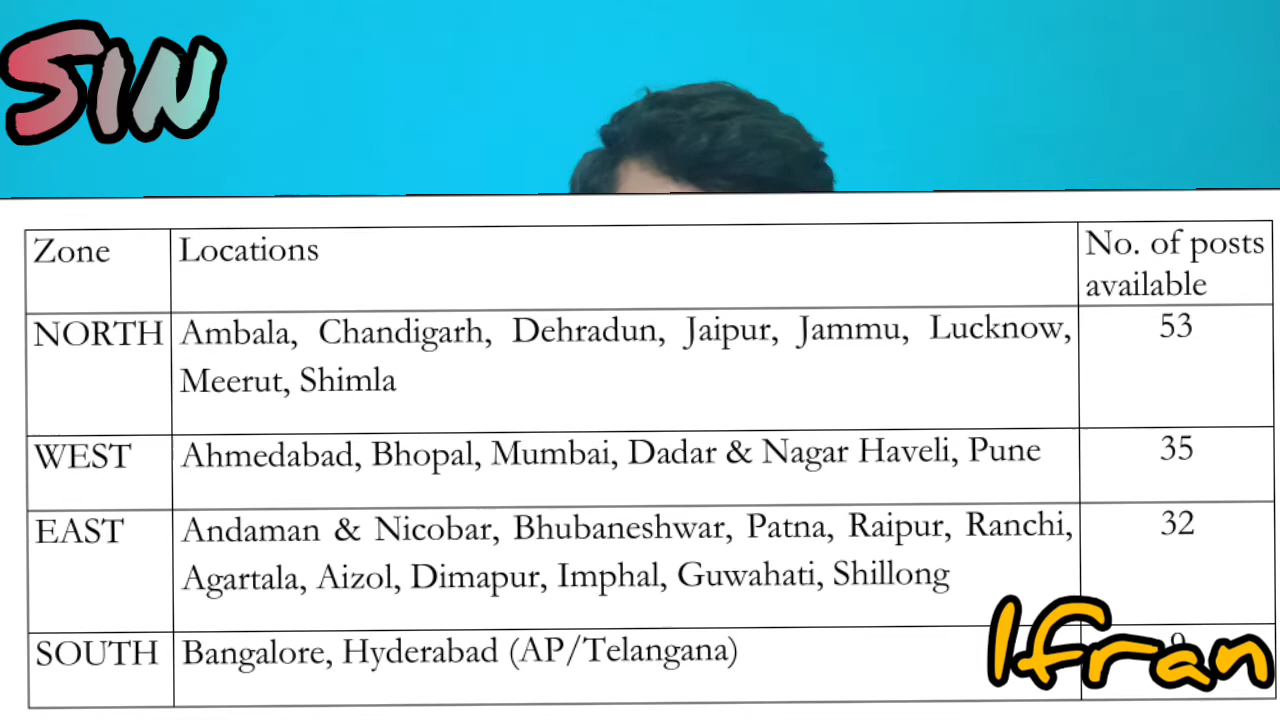 SIN
Zone Locations No. of posts
available
NORTH Ambala, Chandigarh, Dehradun, Jaipur, Jammu, Lucknow, 53
Meerut, Shimla
WEST Ahmedabad, Bhopal, Mumbai, Dadar & Nagar Haveli, Pune 35
EAST Andaman & Nicobar, Bhubaneshwar, Patna, Raipur, Ranchi, 32
Agartala, Aizol, Dimapur, Imphal, Guwahati, Shillong
SOUTH Bangalore, Hyderabad (AP/Telangana)
Ifran